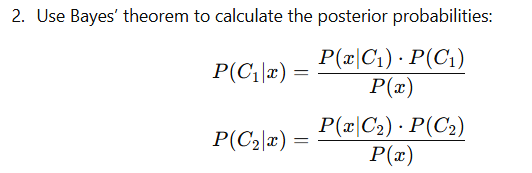 2. Use Bayes' theorem to calculate the posterior probabilities:
P(C₁|x) = P(x|C₁) · P(C₁) / P(x)
P(C₂|x) = P(x|C₂) · P(C₂) / P(x)